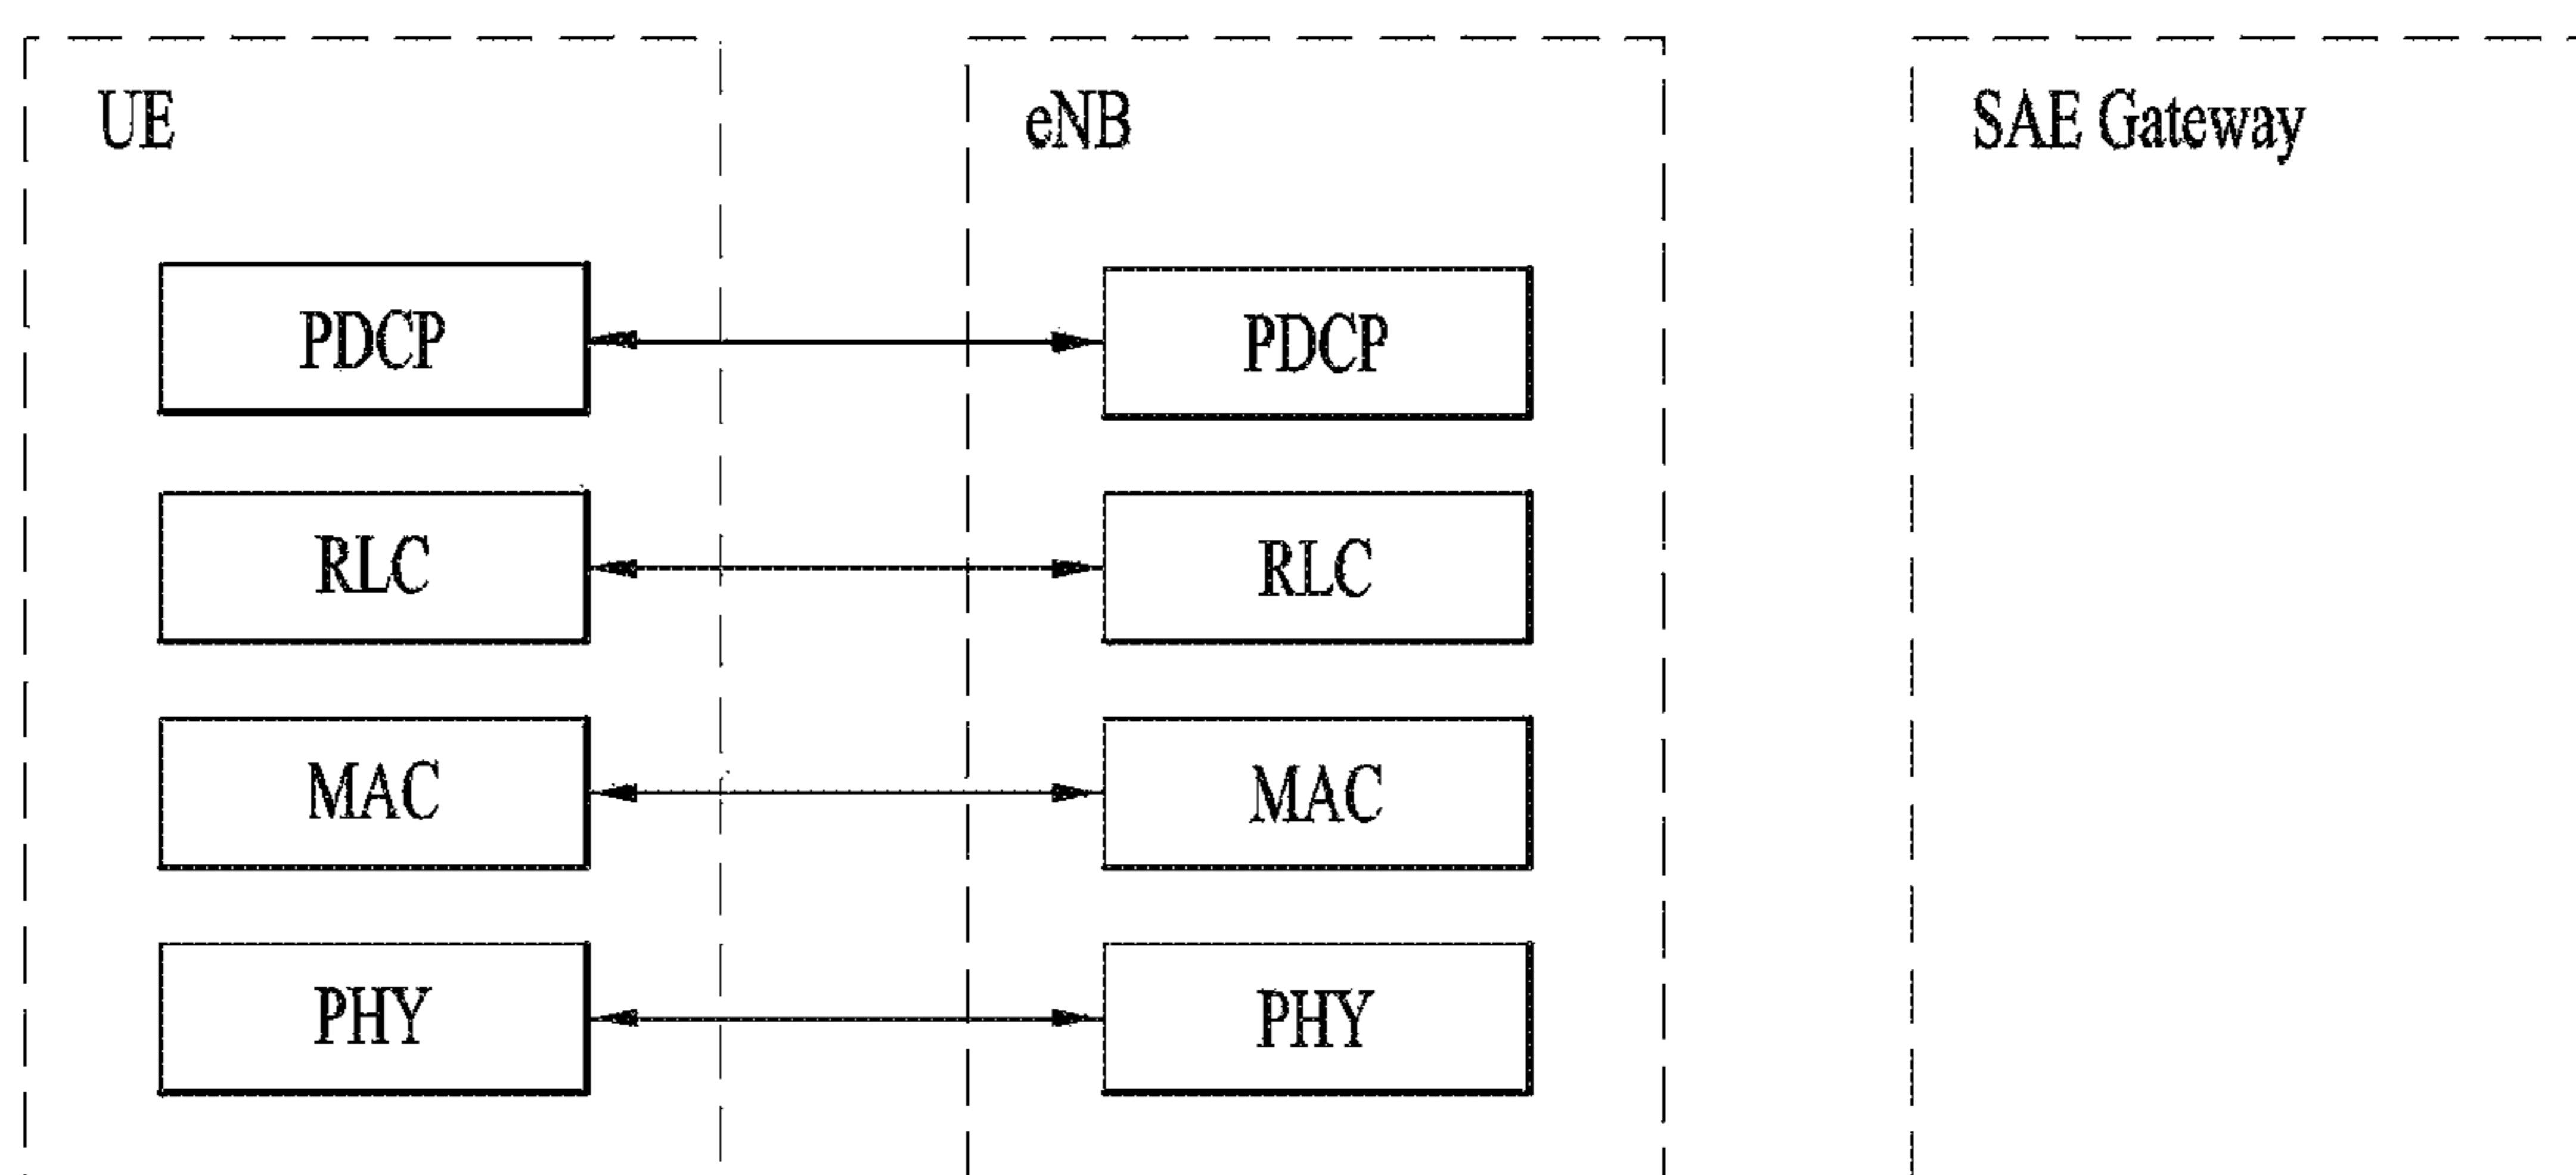 UE
eNB
SAE Gateway
PDCP
PDCP
RLC
RLC
MAC
MAC
PHY
PHY